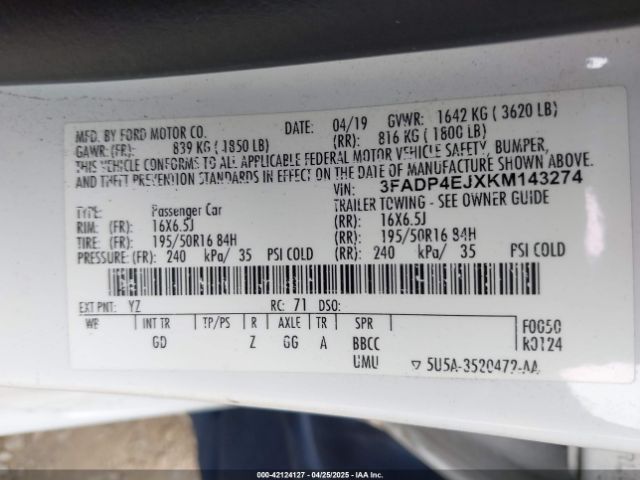 MFD. BY FORD MOTOR CO. DATE: 04/19 GVWR: 1642 KG ( 3620 LB)
GAWR: (FR): 839 KG ( 1850 LB) (RR): 816 KG ( 1800 LB)
THIS VEHICLE CONFORMS TO ALL APPLICABLE FEDERAL MOTOR VEHICLE SAFETY, BUMPER,
AND THEFT PREVENTION STANDARDS IN EFFECT ON THE DATE OF MANUFACTURE SHOWN ABOVE.
VIN: 3FADP4EJXKM143274
TYPE: Passenger Car TRAILER TOWING - SEE OWNER GUIDE
RIM: (FR) 16X6.5J (RR): 16X6.5J
TIRE: (FR) 195/50R16 84H (RR): 195/50R16 84H
PRESSURE: (FR) 240 kPa/ 35 PSI COLD (RR): 240 kPa/ 35 PSI COLD
EXT PNT: YZ RC: 71 DSO:
WB INT TR TP/PS R AXLE TR SPR
GD Z GG A BBCC
UMU
F0050
R0124
▽ 5U5A-3520472-AA
000-42124127 - 04/25/2025 - www.iaai.com